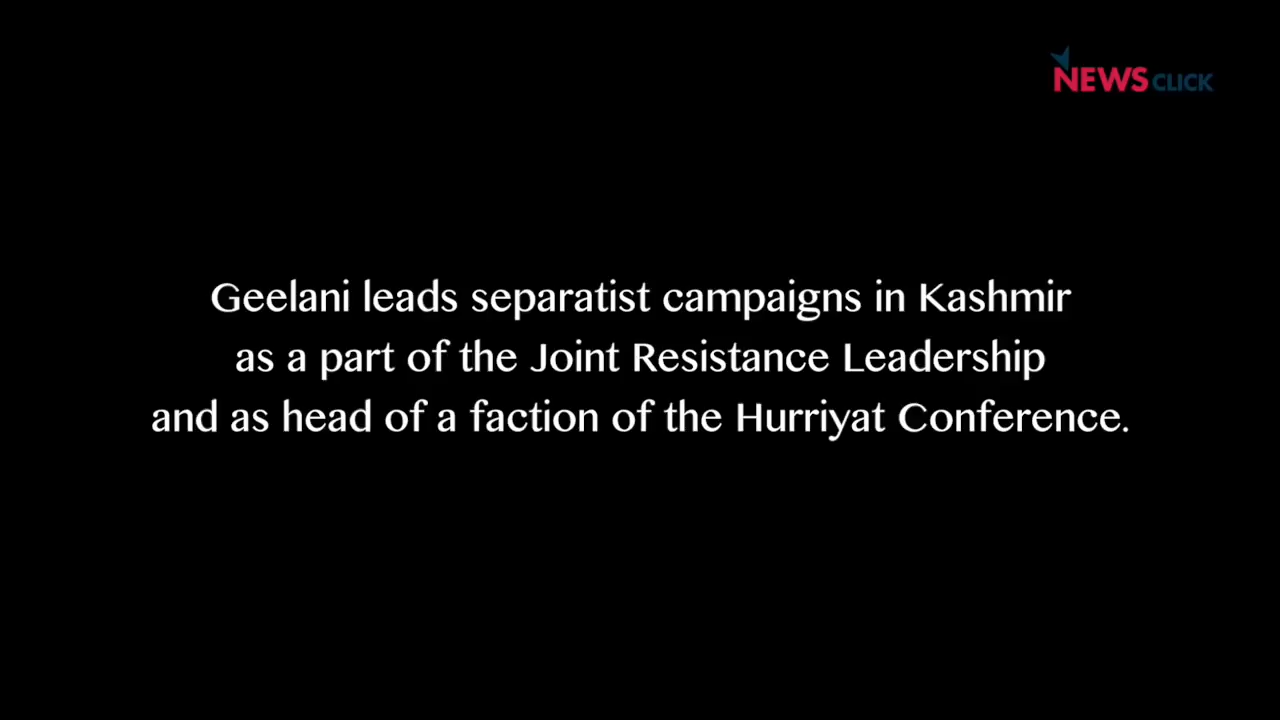 NEWSCLICK
Geelani leads separatist campaigns in Kashmir
as a part of the Joint Resistance Leadership
and as head of a faction of the Hurriyat Conference.